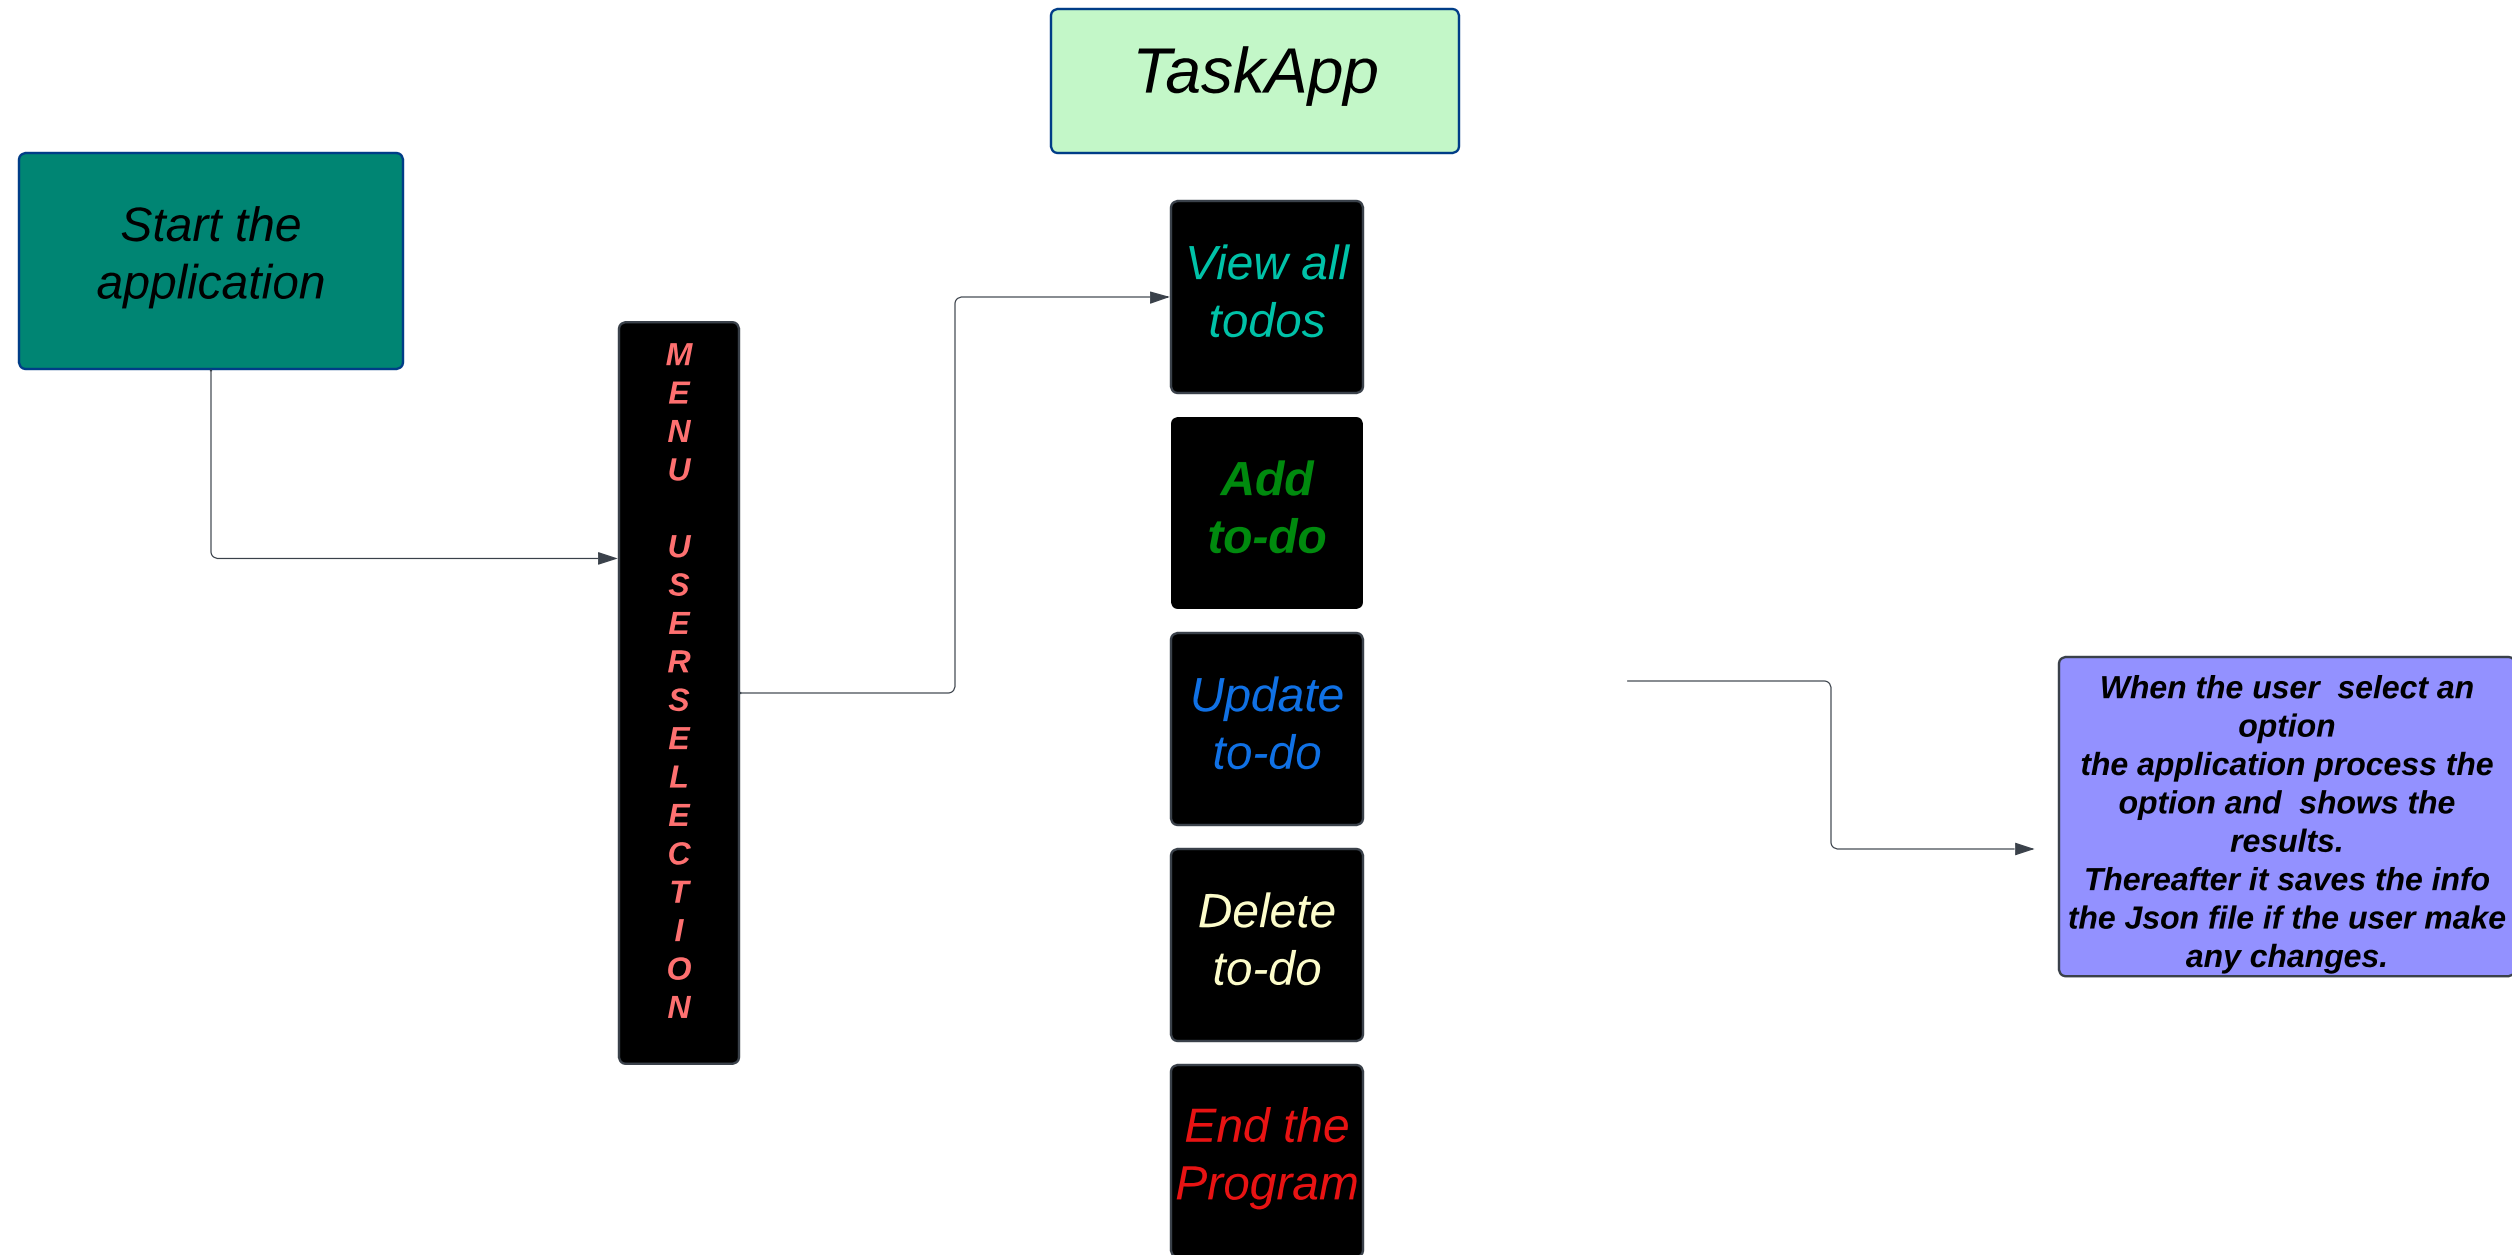 TaskApp
Start the
application
M
E
N
U
U
S
E
R
S
E
L
E
C
T
I
O
N
View all
todos
Add
to-do
Update
to-do
Delete
to-do
End the
Program
When the user  select an
option
the application process the
option and  shows the
results.
Thereafter it saves the info
the Json file if the user make
any changes.